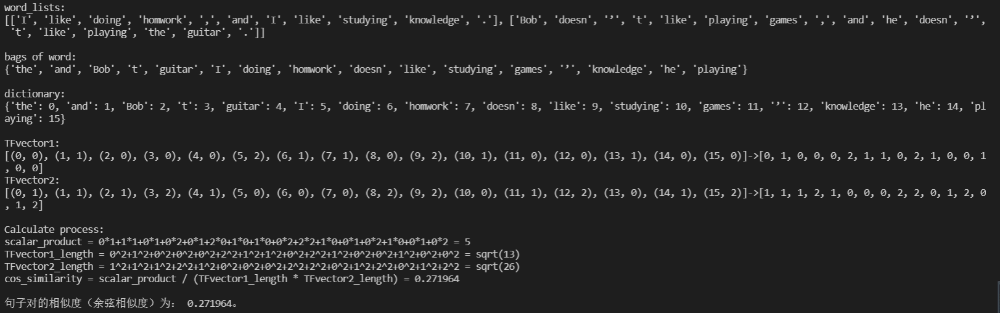 word_lists:
[['I', 'like', 'doing', 'homwork', ',', 'and', 'I', 'like', 'studying', 'knowledge', '.'], ['Bob', 'doesn', '’', 't', 'like', 'playing', 'games', ',', 'and', 'he', 'doesn', '’',
't', 'like', 'playing', 'the', 'guitar', '.']]
bags of word:
{'the', 'and', 'Bob', 't', 'guitar', 'I', 'doing', 'homwork', 'doesn', 'like', 'studying', 'games', '’', 'knowledge', 'he', 'playing'}
dictionary:
{'the': 0, 'and': 1, 'Bob': 2, 't': 3, 'guitar': 4, 'I': 5, 'doing': 6, 'homwork': 7, 'doesn': 8, 'like': 9, 'studying': 10, 'games': 11, '’': 12, 'knowledge': 13, 'he': 14, 'pl
aying': 15}
TFvector1:
[(0, 0), (1, 1), (2, 0), (3, 0), (4, 0), (5, 2), (6, 1), (7, 1), (8, 0), (9, 2), (10, 1), (11, 0), (12, 0), (13, 1), (14, 0), (15, 0)]->[0, 1, 0, 0, 0, 2, 1, 1, 0, 2, 1, 0, 0, 1
, 0, 0]
TFvector2:
[(0, 1), (1, 1), (2, 1), (3, 2), (4, 1), (5, 0), (6, 0), (7, 0), (8, 2), (9, 2), (10, 0), (11, 1), (12, 2), (13, 0), (14, 1), (15, 2)]->[1, 1, 1, 2, 1, 0, 0, 0, 2, 2, 0, 1, 2, 0
, 1, 2]
Calculate process:
scalar_product = 0*1+1*1+0*1+0*2+0*1+2*0+1*0+1*0+0*2+2*2+1*0+0*1+0*2+1*0+0*1+0*2 = 5
TFvector1_length = 0^2+1^2+0^2+0^2+0^2+2^2+1^2+1^2+0^2+2^2+1^2+0^2+0^2+1^2+0^2+0^2 = sqrt(13)
TFvector2_length = 1^2+1^2+1^2+2^2+1^2+0^2+0^2+0^2+2^2+2^2+0^2+1^2+2^2+0^2+1^2+2^2 = sqrt(26)
cos_similarity = scalar_product / (TFvector1_length * TFvector2_length) = 0.271964
句子对的相似度（余弦相似度）为： 0.271964。